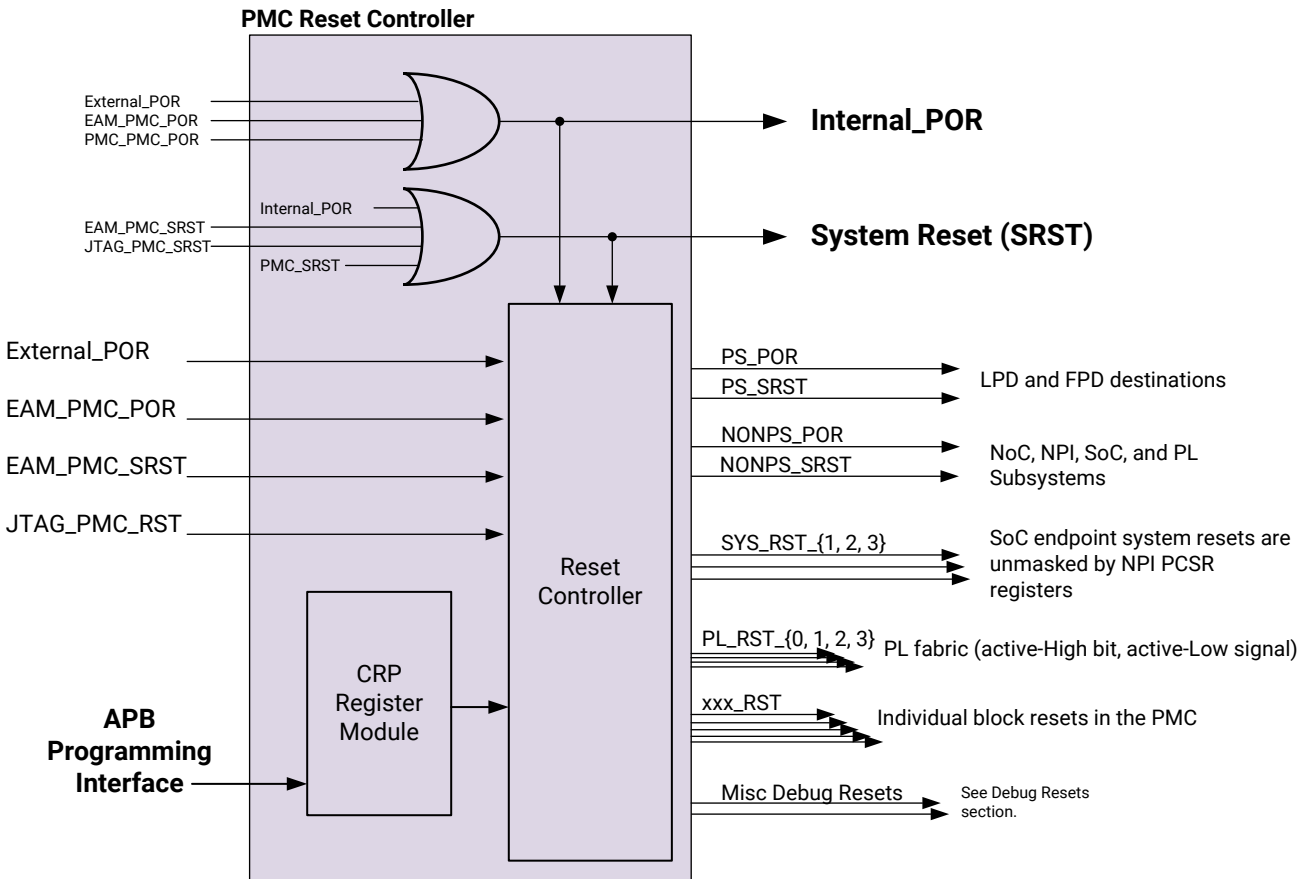 PMC Reset Controller
External_POR
EAM_PMC_POR
PMC_PMC_POR
Internal_POR
Internal_POR
EAM_PMC_SRST
JTAG_PMC_SRST
PMC_SRST
System Reset (SRST)
External_POR
EAM_PMC_POR
EAM_PMC_SRST
JTAG_PMC_RST
APB
Programming
Interface
CRP
Register
Module
Reset
Controller
PS_POR
PS_SRST
LPD and FPD destinations
NONPS_POR
NONPS_SRST
NoC, NPI, SoC, and PL
Subsystems
SYS_RST_{1, 2, 3}
SoC endpoint system resets are
unmasked by NPI PCSR
registers
PL_RST_{0, 1, 2, 3}
PL fabric (active-High bit, active-Low signal)
xxx_RST
Individual block resets in the PMC
Misc Debug Resets
See Debug Resets
section.